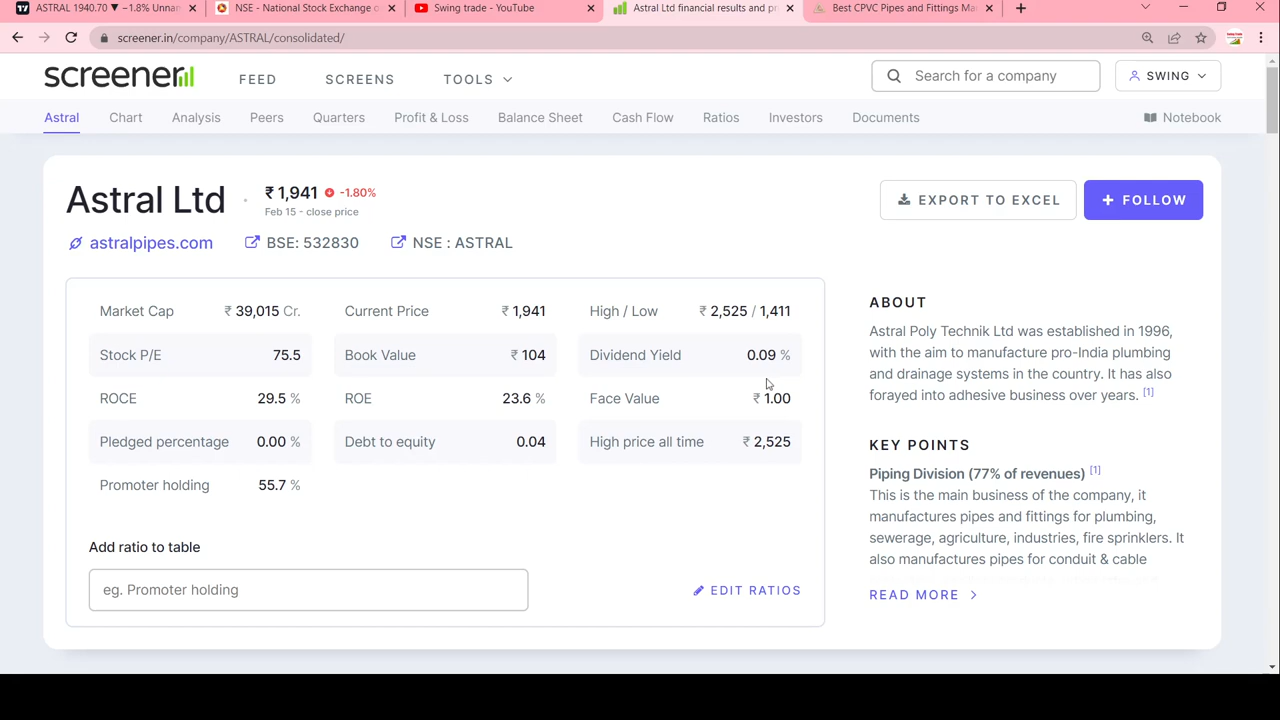 ASTRAL 1940.70 ▼ −1.8% Unnan
NSE - National Stock Exchange o
Swing trade - YouTube
Astral Ltd financial results and pr
Best CPVC Pipes and Fittings Ma
screener.in/company/ASTRAL/consolidated/
screener
FEED
SCREENS
TOOLS
Search for a company
SWING
Astral
Chart
Analysis
Peers
Quarters
Profit & Loss
Balance Sheet
Cash Flow
Ratios
Investors
Documents
Notebook
Astral Ltd
₹ 1,941 -1.80%
Feb 15 - close price
EXPORT TO EXCEL
+ FOLLOW
astralpipes.com
BSE: 532830
NSE : ASTRAL
Market Cap ₹ 39,015 Cr.
Current Price ₹ 1,941
High / Low ₹ 2,525 / 1,411
Stock P/E 75.5
Book Value ₹ 104
Dividend Yield 0.09 %
ROCE 29.5 %
ROE 23.6 %
Face Value ₹ 1.00
Pledged percentage 0.00 %
Debt to equity 0.04
High price all time ₹ 2,525
Promoter holding 55.7 %
Add ratio to table
eg. Promoter holding
EDIT RATIOS
ABOUT
Astral Poly Technik Ltd was established in 1996,
with the aim to manufacture pro-India plumbing
and drainage systems in the country. It has also
forayed into adhesive business over years. [1]
KEY POINTS
Piping Division (77% of revenues) [1]
This is the main business of the company, it
manufactures pipes and fittings for plumbing,
sewerage, agriculture, industries, fire sprinklers. It
also manufactures pipes for conduit & cable
READ MORE